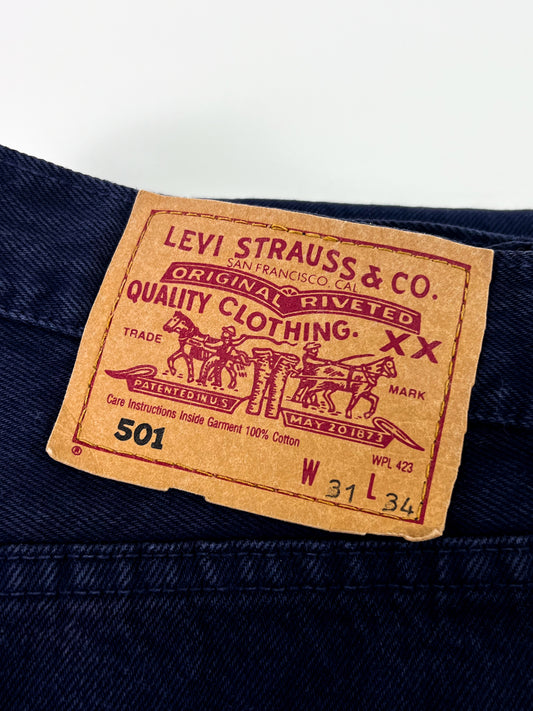 LEVI STRAUSS & CO.
SAN FRANCISCO, CAL.
ORIGINAL RIVETED
QUALITY CLOTHING.
XX
TRADE MARK
PATENTED IN U.S. MAY 20 1873
Care Instructions Inside Garment 100% Cotton
WPL 423
501
W 31 L 34
®